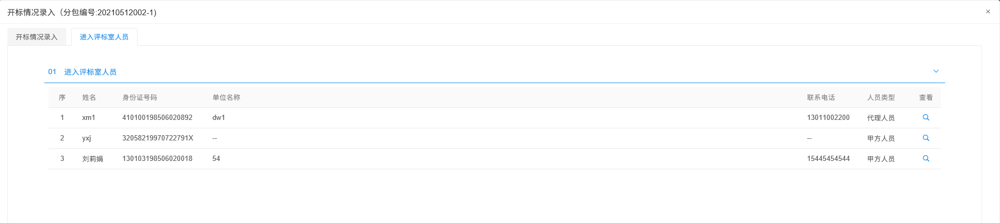 开标情况录入（分包编号:20210512002-1)
×
开标情况录入 进入评标室人员
01 进入评标室人员
序 姓名 身份证号码 单位名称 联系电话 人员类型 查看
1 xm1 410100198506020892 dw1 13011002200 代理人员
2 yxj 32058219970722791X -- -- 甲方人员
3 刘莉娟 130103198506020018 54 15445454544 甲方人员